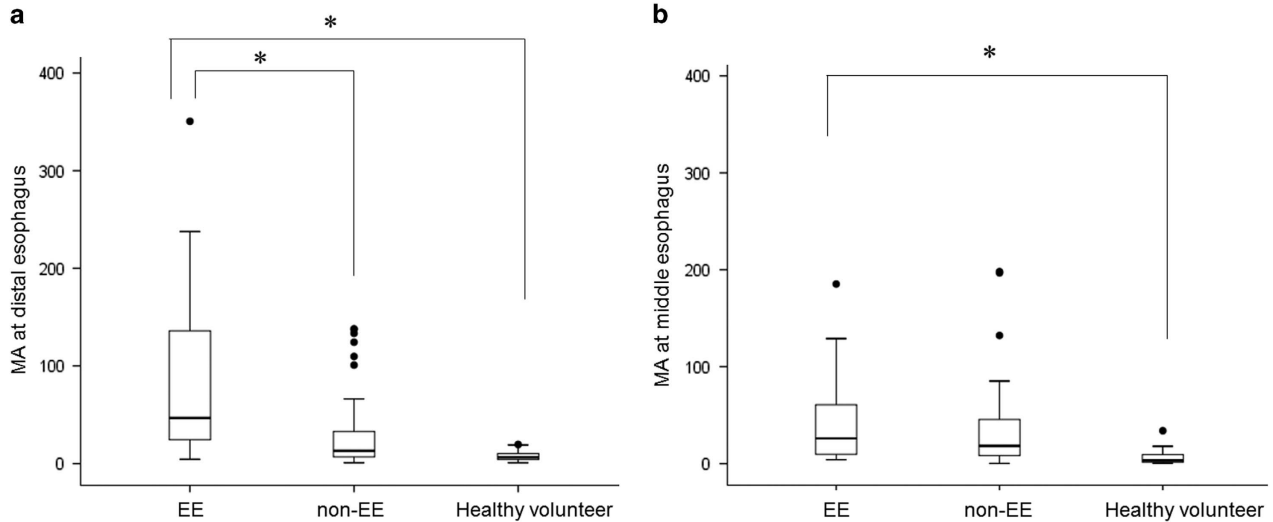 a
*
*
400
300
200
100
0
MA at distal esophagus
EE
non-EE
Healthy volunteer
b
*
400
300
200
100
0
MA at middle esophagus
EE
non-EE
Healthy volunteer